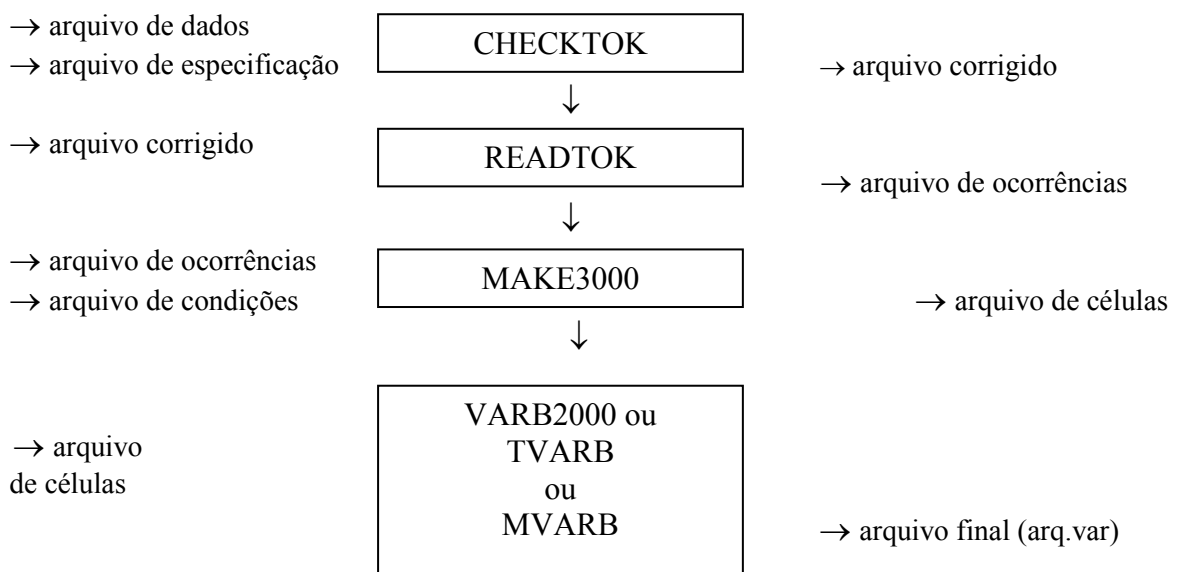 → arquivo de dados
→ arquivo de especificação
CHECKTOK
→ arquivo corrigido
↓
→ arquivo corrigido
READTOK
→ arquivo de ocorrências
↓
→ arquivo de ocorrências
→ arquivo de condições
MAKE3000
→ arquivo de células
↓
→ arquivo
de células
VARB2000 ou
TVARB
ou
MVARB
→ arquivo final (arq.var)